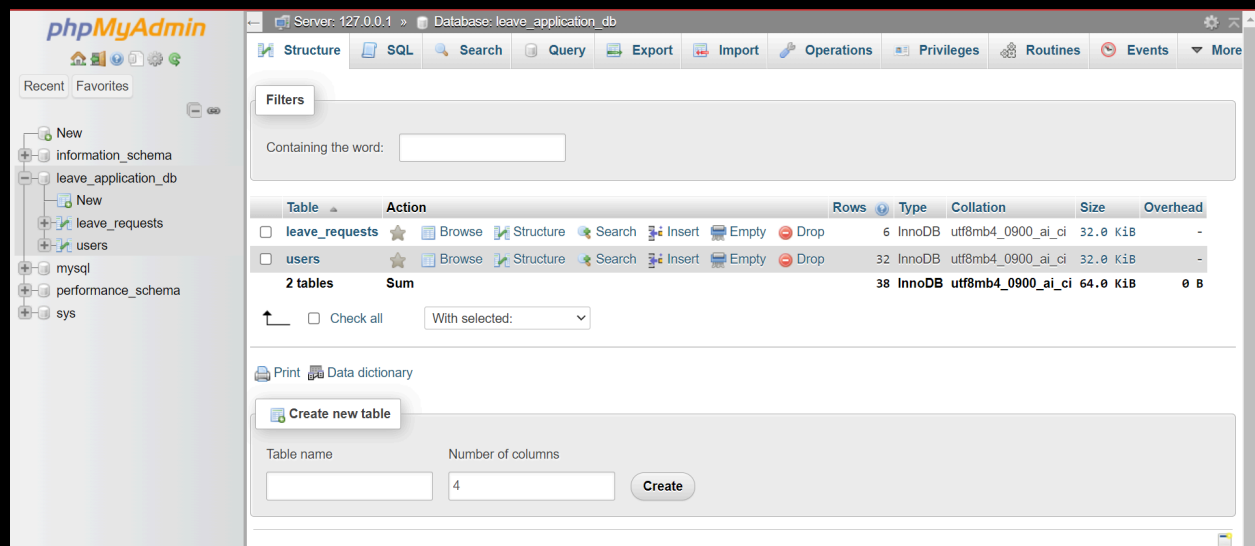 phpMyAdmin
Recent Favorites
New
information_schema
leave_application_db
New
leave_requests
users
mysql
performance_schema
sys
Server: 127.0.0.1 » Database: leave_application_db
Structure SQL Search Query Export Import Operations Privileges Routines Events More
Filters
Containing the word:
Table Action Rows Type Collation Size Overhead
leave_requests Browse Structure Search Insert Empty Drop 6 InnoDB utf8mb4_0900_ai_ci 32.0 KiB -
users Browse Structure Search Insert Empty Drop 32 InnoDB utf8mb4_0900_ai_ci 32.0 KiB -
2 tables Sum 38 InnoDB utf8mb4_0900_ai_ci 64.0 KiB 0 B
Check all With selected:
Print Data dictionary
Create new table
Table name Number of columns
4 Create